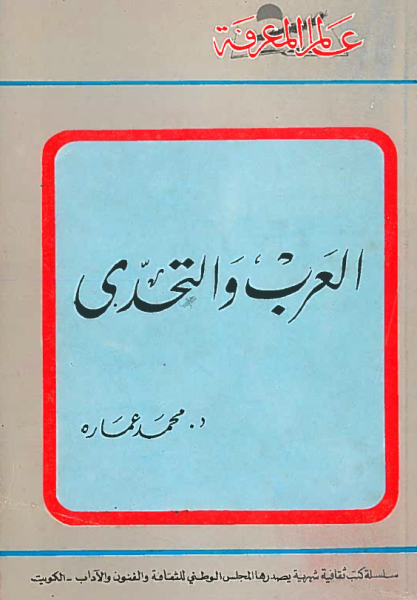 عالم المعرفة
العرب والتحدى
د. محمد عماره
سلسلة كتب ثقافية شهرية يصدرها المجلس الوطني للثقافة والفنون والآداب - الكويت